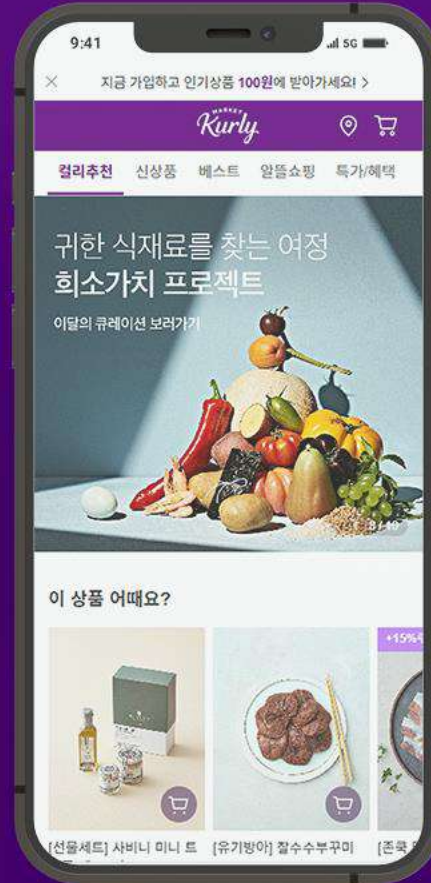 9:41
5G
× 지금 가입하고 인기상품 100원에 받아가세요! >
MARKET
Kurly
컬리추천 신상품 베스트 알뜰쇼핑 특가/혜택
귀한 식재료를 찾는 여정
희소가치 프로젝트
이달의 큐레이션 보러가기
이 상품 어때요?
+15%
[선물세트] 사비니 미니 트
[유기방아] 찰수수부꾸미
[존쿡